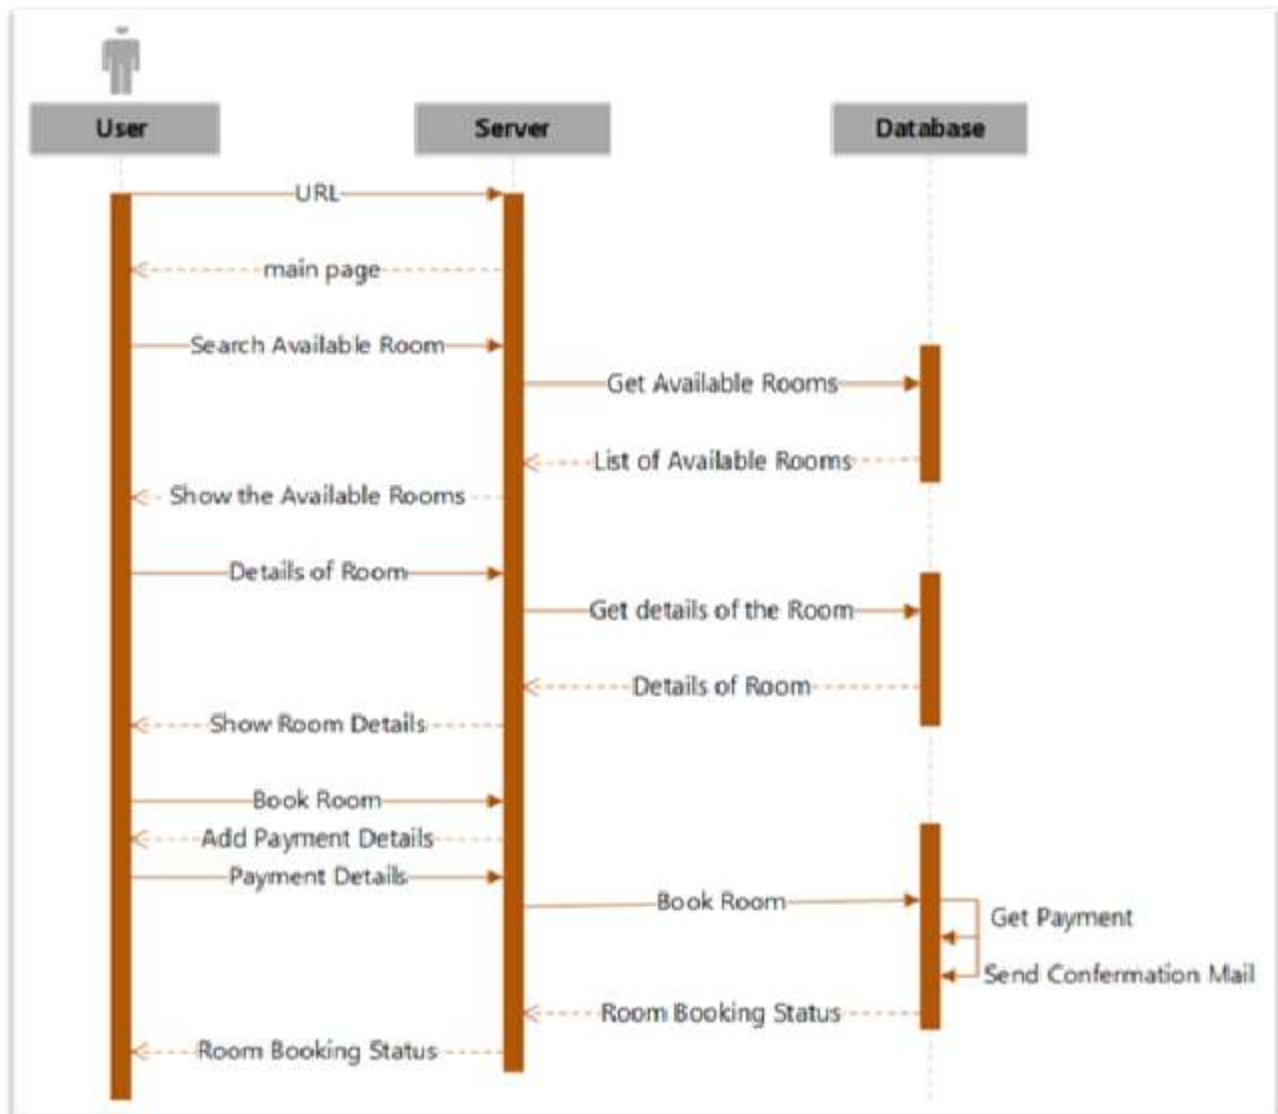 User
Server
Database
URL
main page
Search Available Room
Get Available Rooms
List of Available Rooms
Show the Available Rooms
Details of Room
Get details of the Room
Details of Room
Show Room Details
Book Room
Add Payment Details
Payment Details
Book Room
Get Payment
Send Confermation Mail
Room Booking Status
Room Booking Status